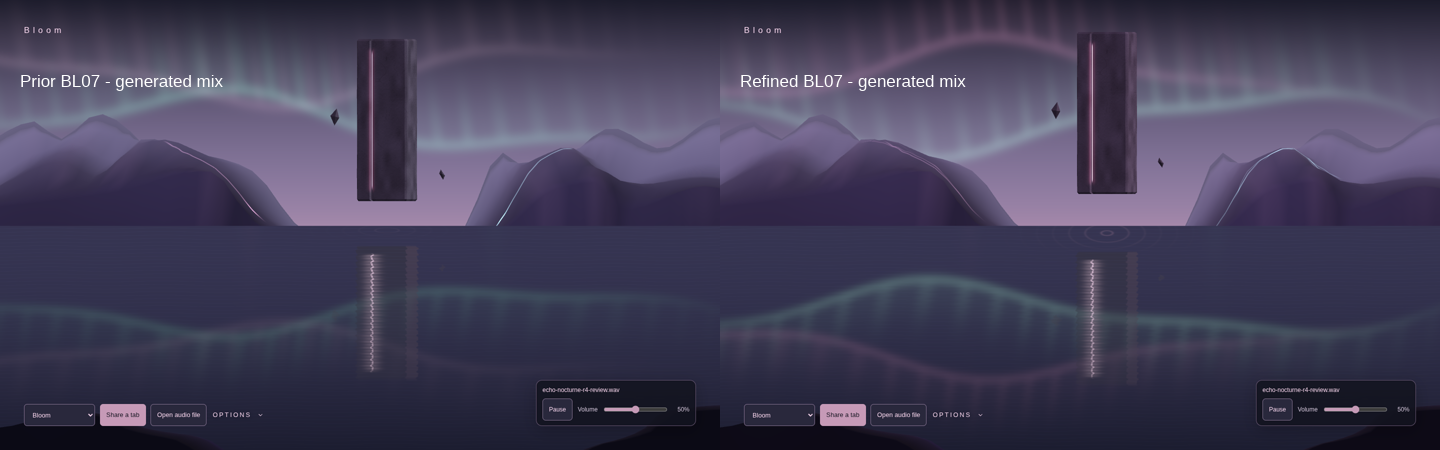 Bloom
Prior BL07 - generated mix
echo-nocturne-r4-review.wav
Bloom
Share a tab
Open audio file
OPTIONS
Pause
Volume
50%
Bloom
Refined BL07 - generated mix
echo-nocturne-r4-review.wav
Bloom
Share a tab
Open audio file
OPTIONS
Pause
Volume
50%